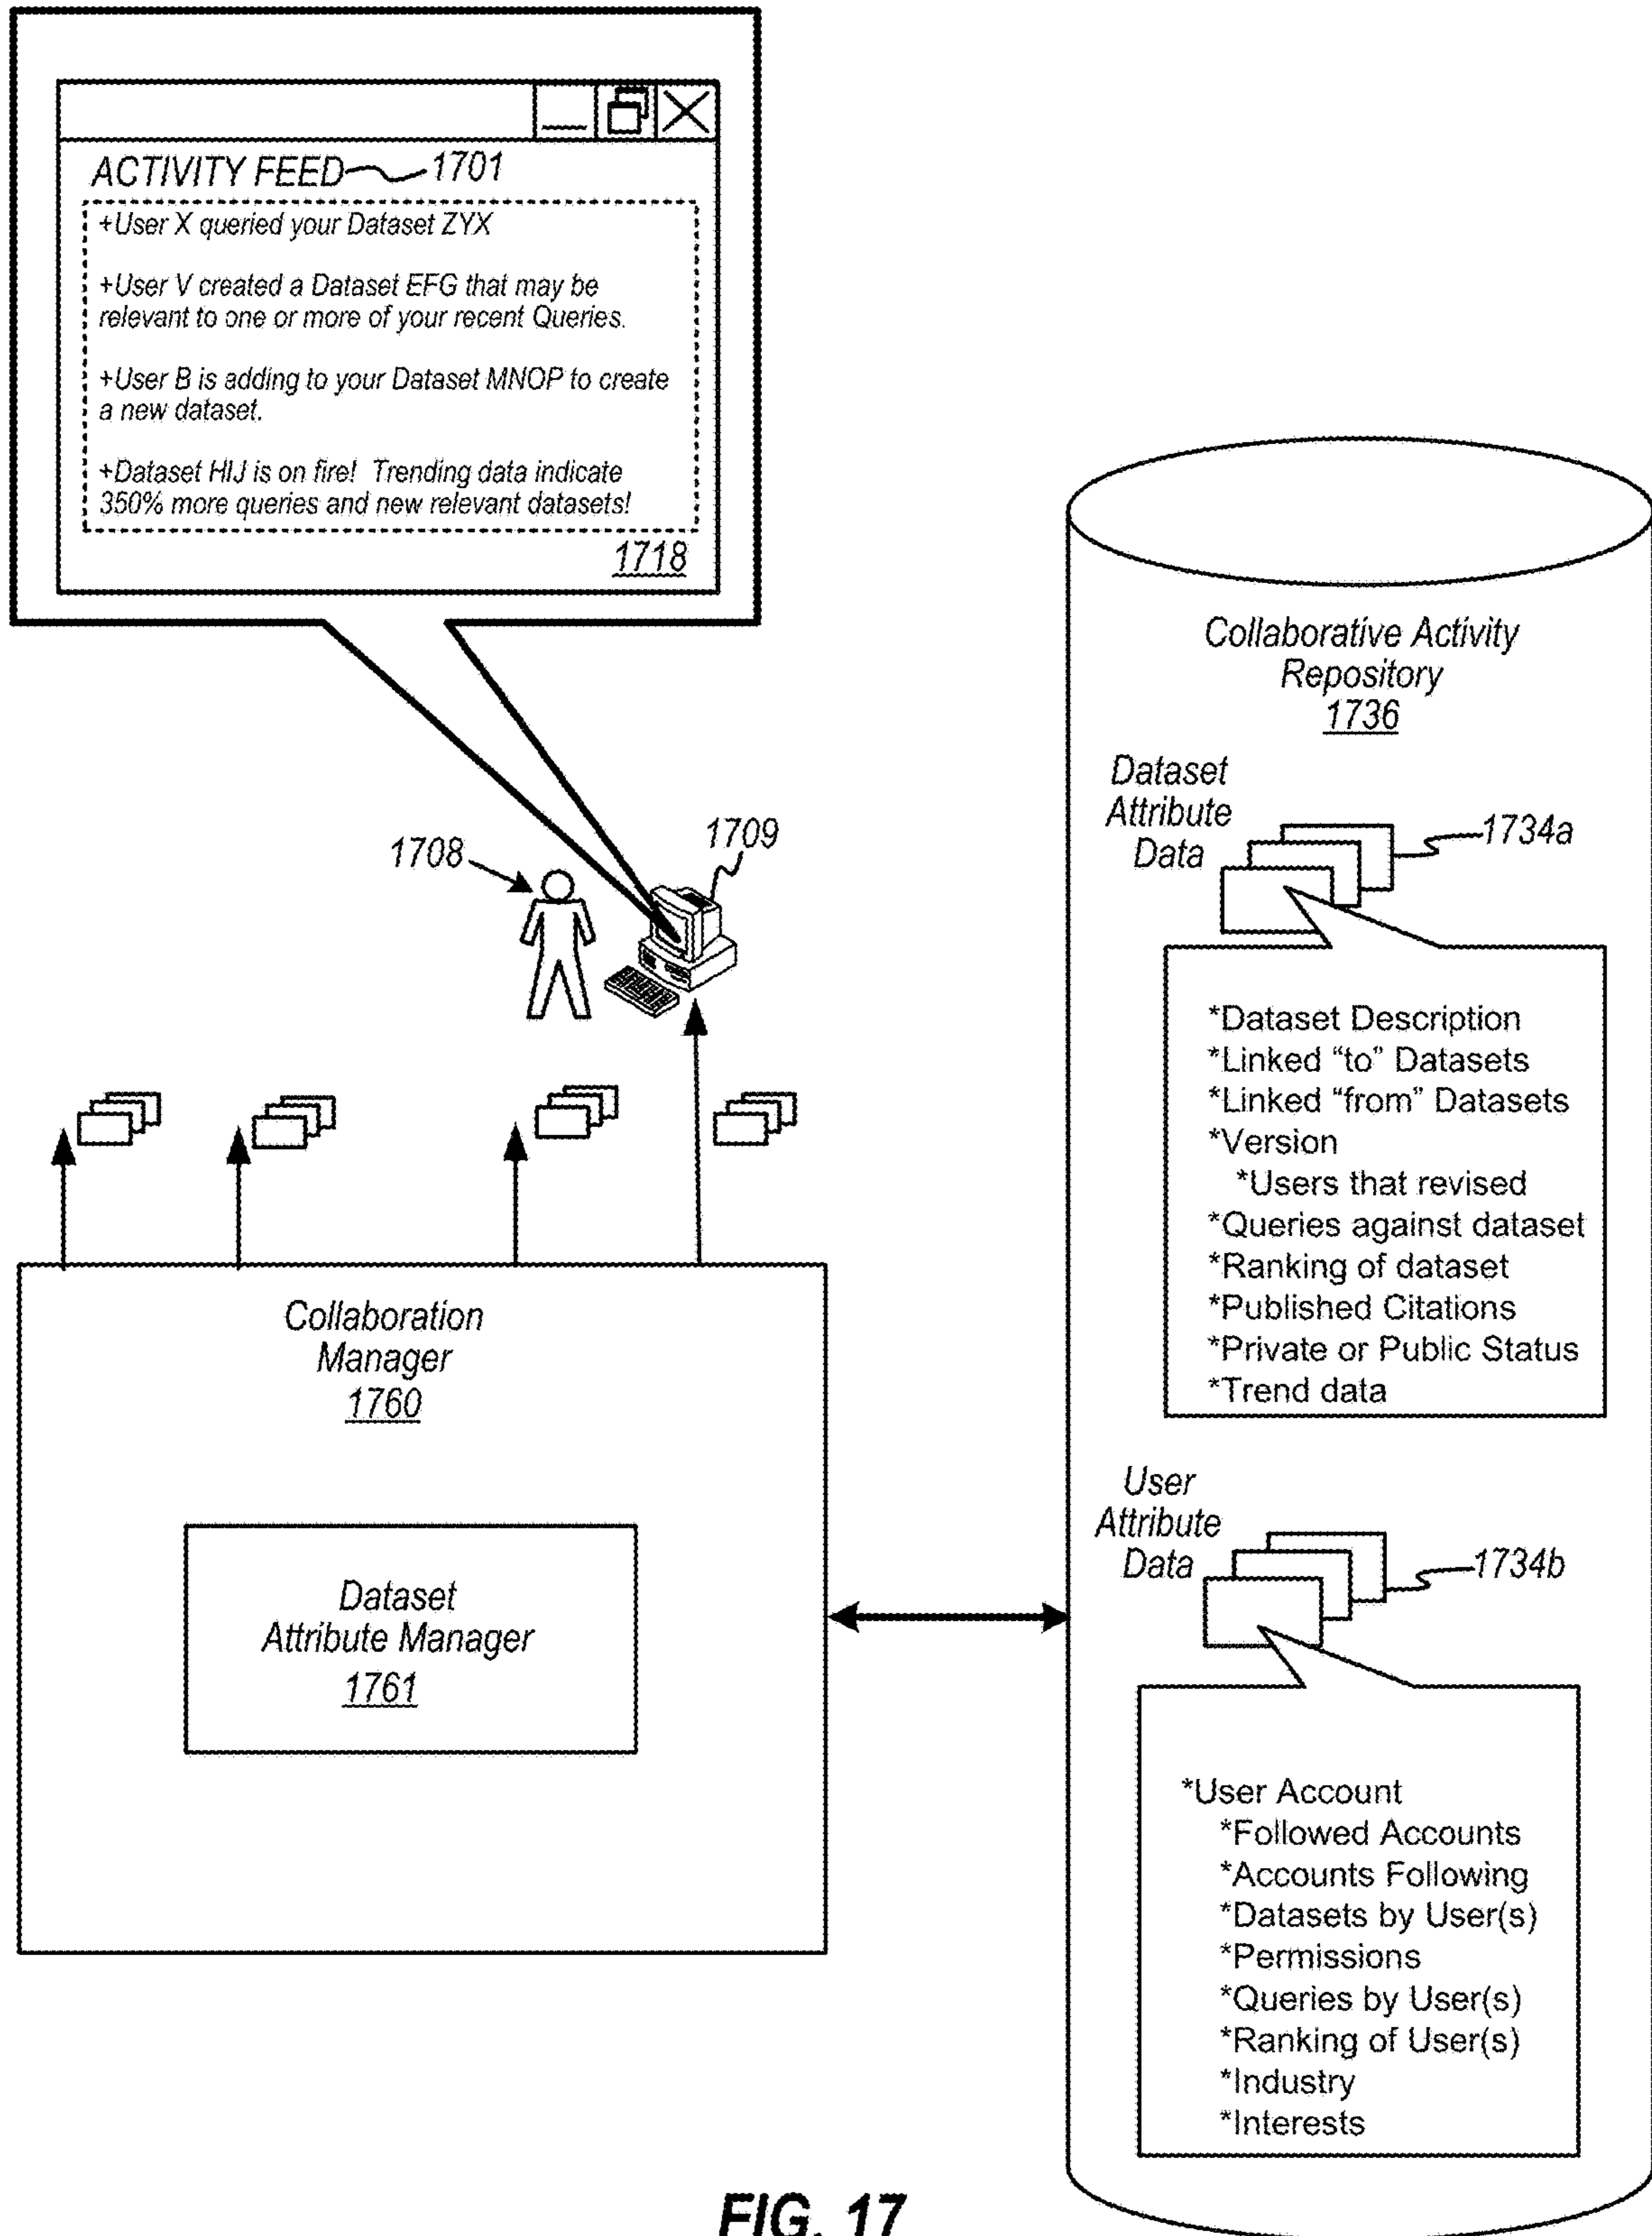 ACTIVITY FEED 1701
+User X queried your Dataset ZYX
+User V created a Dataset EFG that may be
relevant to one or more of your recent Queries.
+User B is adding to your Dataset MNOP to create
a new dataset.
+Dataset HIJ is on fire! Trending data indicate
350% more queries and new relevant datasets!
1718
1708
1709
Collaboration
Manager
1760
Dataset
Attribute Manager
1761
Collaborative Activity
Repository
1736
Dataset
Attribute
Data
1734a
*Dataset Description
*Linked “to” Datasets
*Linked “from” Datasets
*Version
*Users that revised
*Queries against dataset
*Ranking of dataset
*Published Citations
*Private or Public Status
*Trend data
User
Attribute
Data
1734b
*User Account
*Followed Accounts
*Accounts Following
*Datasets by User(s)
*Permissions
*Queries by User(s)
*Ranking of User(s)
*Industry
*Interests
FIG. 17